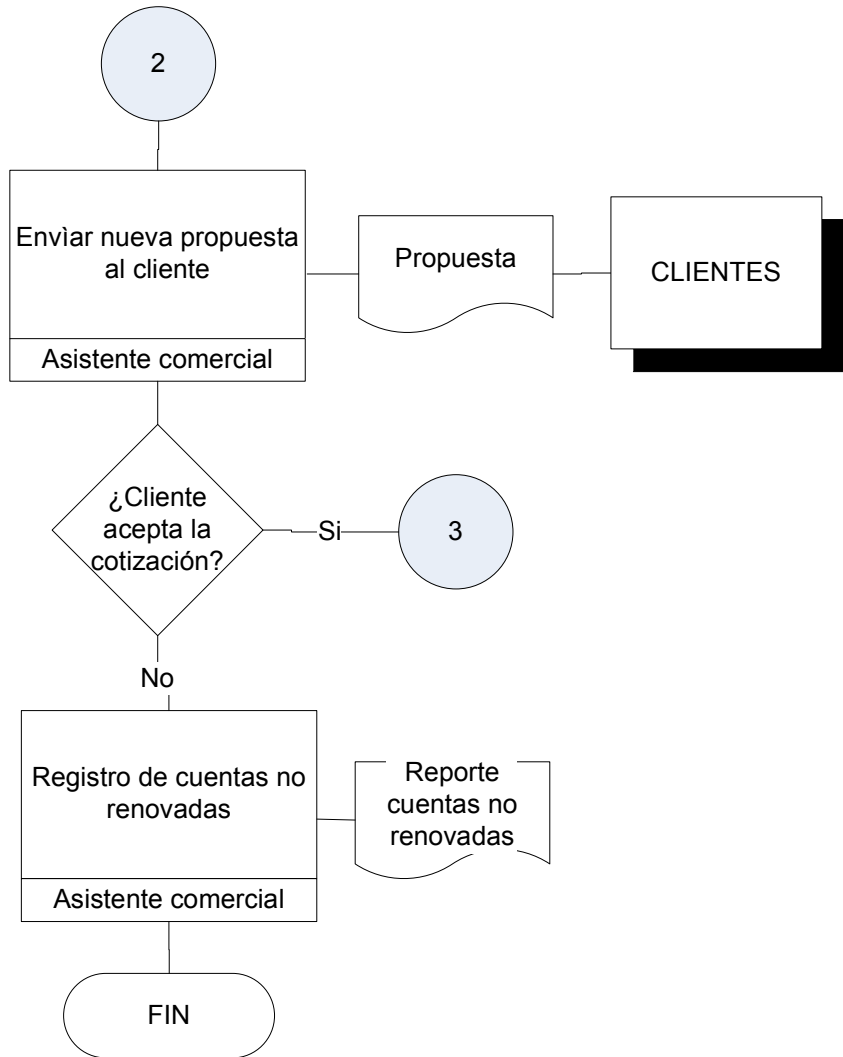 2
Envìar nueva propuesta
al cliente
Asistente comercial
Propuesta
CLIENTES
¿Cliente
acepta la
cotización?
Si
3
No
Registro de cuentas no
renovadas
Asistente comercial
Reporte
cuentas no
renovadas
FIN